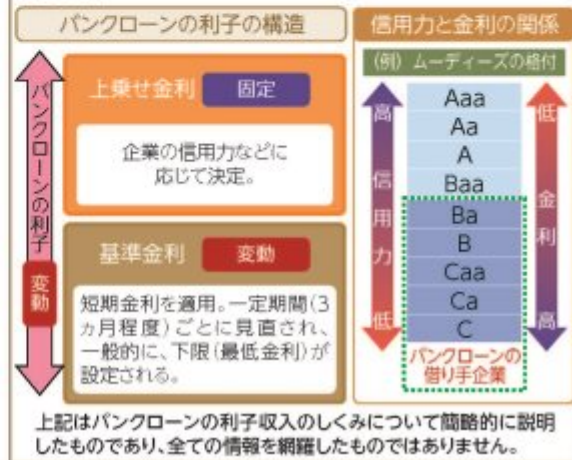 バンクローンの利子の構造
信用力と金利の関係
バンクローンの利子
変動
上乗せ金利 固定
企業の信用力などに
応じて決定。
基準金利 変動
短期金利を適用。一定期間(3
ヵ月程度)ごとに見直され、
一般的に、下限(最低金利)が
設定される。
(例) ムーディーズの格付
高 信用力 低
Aaa
Aa
A
Baa
Ba
B
Caa
Ca
C
バンクローンの
借り手企業
低 金利 高
上記はバンクローンの利子収入のしくみについて簡略的に説明
したものであり、全ての情報を網羅したものではありません。